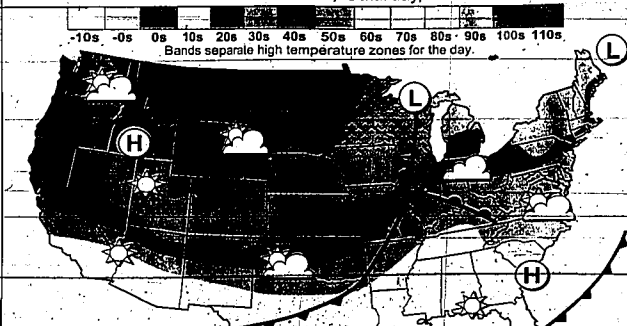 -10s -0s 0s 10s 20s 30s 40s 50s 60s 70s 80s 90s 100s 110s
Bands separate high temperature zones for the day.
L
L
H
H